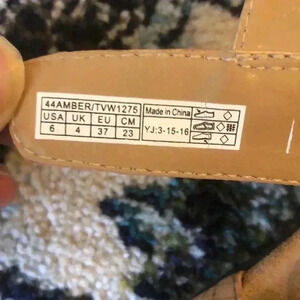 44AMBER/TVW1275
USA UK EU CM
6 4 37 23
Made in China
YJ:3-15-16